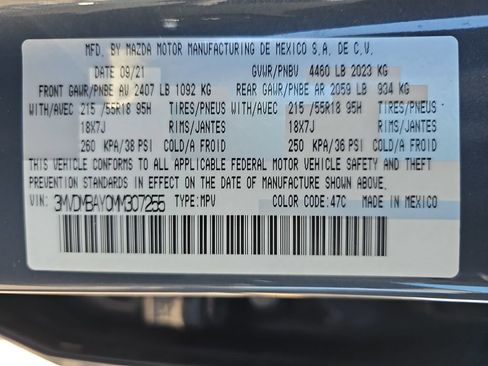 MFD. BY MAZDA MOTOR MANUFACTURING DE MEXICO S.A. DE C.V.
DATE 09/21 GVWR/PNBV 4460 LB 2023 KG
FRONT GAWR/PNBE AV 2407 LB 1092 KG REAR GAWR/PNBE AR 2059 LB 934 KG
WITH/AVEC 215 /55R18 95H TIRES/PNEUS WITH/AVEC 215 /55R18 95H TIRES/PNEUS
18X7J RIMS/JANTES 18X7J RIMS/JANTES
260 KPA/38 PSI COLD/A FROID 250 KPA/36 PSI COLD/A FROID
THIS VEHICLE CONFORMS TO ALL APPLICABLE FEDERAL MOTOR VEHICLE SAFETY AND THEFT
PREVENTION STANDARDS IN EFFECT ON THE DATE OF MANUFACTURE SHOWN ABOVE.
VIN: 3MVDMBAY0MM307255 TYPE:MPV COLOR CODE:47C MADE IN MEXICO